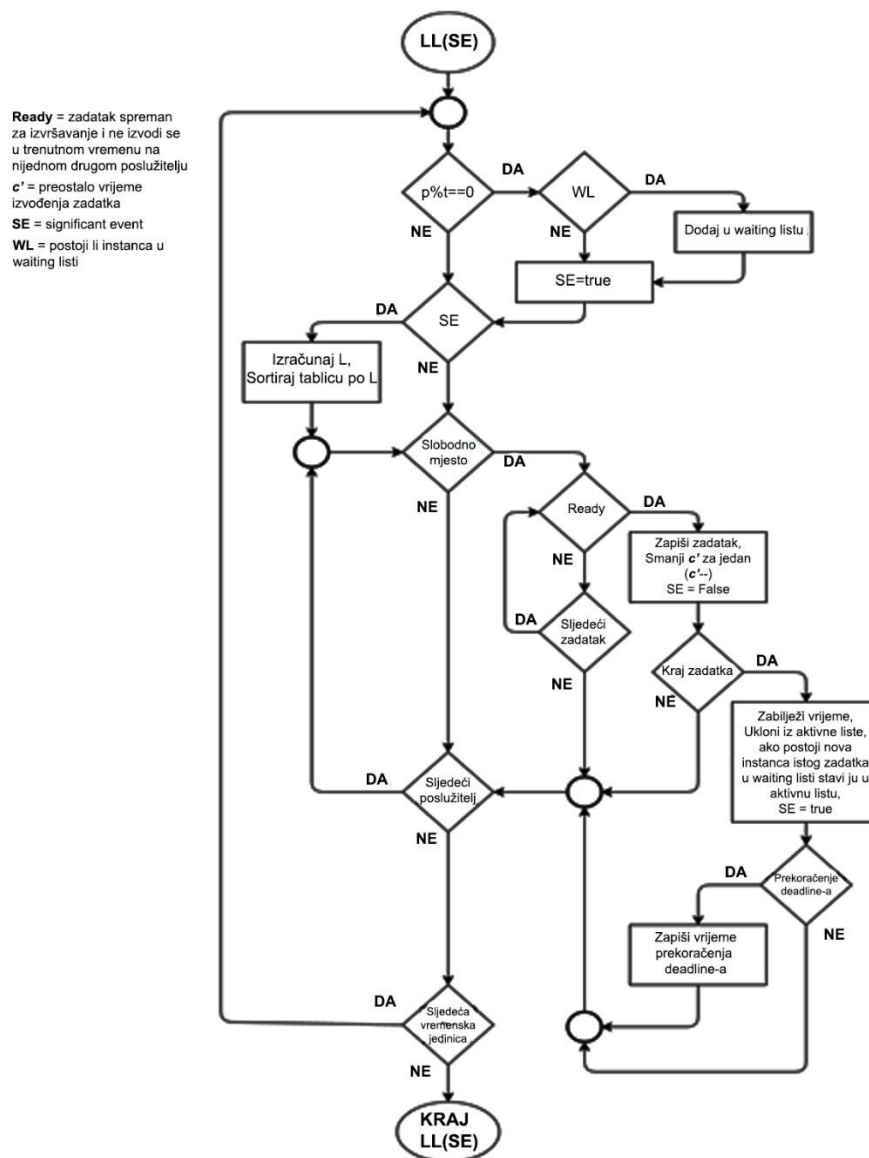 LL(SE)
Ready = zadatak spreman
za izvršavanje i ne izvodi se
u trenutnom vremenu na
nijednom drugom poslužitelju
c' = preostalo vrijeme
izvođenja zadatka
SE = significant event
WL = postoji li instanca u
waiting listi
p%t==0
DA
NE
WL
DA
NE
Dodaj u waiting listu
SE=true
SE
DA
NE
Izračunaj L,
Sortiraj tablicu po L
Slobodno
mjesto
DA
NE
Ready
DA
NE
Zapiši zadatak,
Smanji c' za jedan
(c'--)
SE = False
Sljedeći
zadatak
DA
NE
Kraj zadatka
DA
NE
Zabilježi vrijeme,
Ukloni iz aktivne liste,
ako postoji nova
instanca istog zadatka
u waiting listi stavi ju u
aktivnu listu,
SE = true
Sljedeći
poslužitelj
DA
NE
Prekoračenje
deadline-a
DA
NE
Zapiši vrijeme
prekoračenja
deadline-a
Sljedeća
vremenska
jedinica
DA
NE
KRAJ
LL(SE)